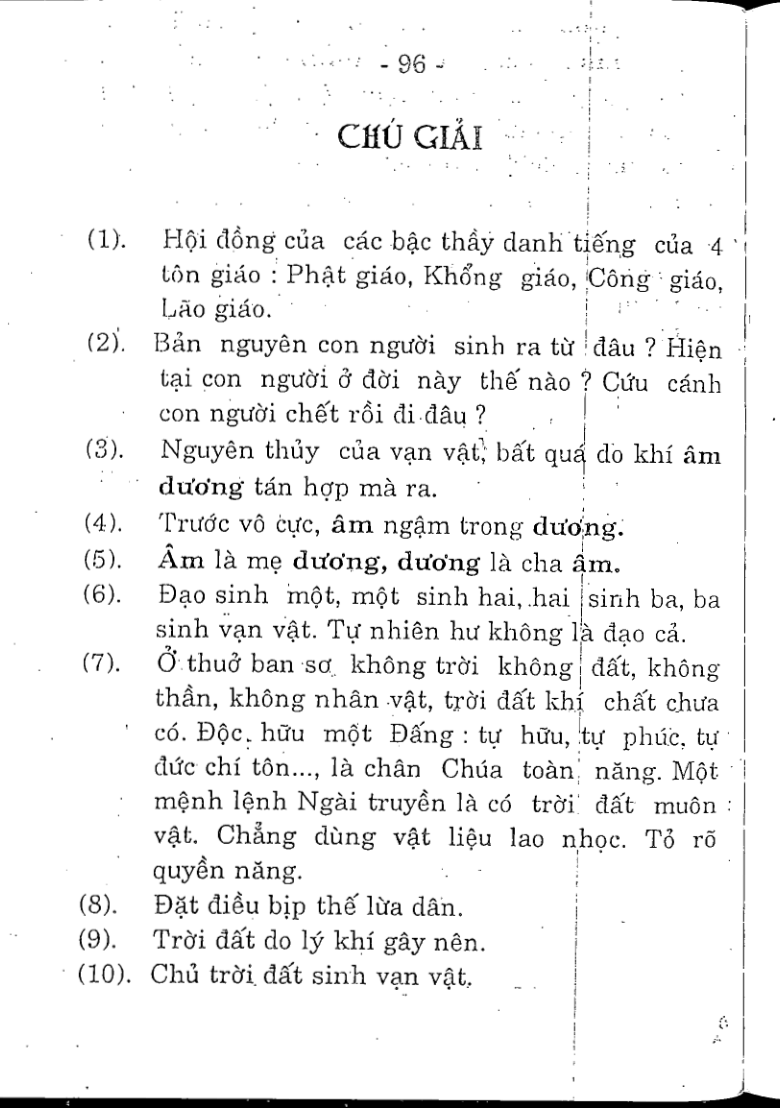 - 96 -
CHÚ GIẢI
(1). Hội đồng của các bậc thầy danh tiếng của 4
tôn giáo : Phật giáo, Khổng giáo, Công giáo,
Lão giáo.
(2). Bản nguyên con người sinh ra từ đâu ? Hiện
tại con người ở đời này thế nào ? Cứu cánh
con người chết rồi đi đâu ?
(3). Nguyên thủy của vạn vật, bất quá do khí âm
dương tán hợp mà ra.
(4). Trước vô cực, âm ngậm trong dương.
(5). Âm là mẹ dương, dương là cha âm.
(6). Đạo sinh một, một sinh hai, hai sinh ba, ba
sinh vạn vật. Tự nhiên hư không là đạo cả.
(7). Ở thuở ban sơ không trời không đất, không
thần, không nhân vật, trời đất khí chất chưa
có. Độc hữu một Đấng : tự hữu, tự phúc, tự
đức chí tôn..., là chân Chúa toàn năng. Một
mệnh lệnh Ngài truyền là có trời đất muôn
vật. Chẳng dùng vật liệu lao nhọc. Tỏ rõ
quyền năng.
(8). Đặt điều bịp thế lừa dân.
(9). Trời đất do lý khí gây nên.
(10). Chủ trời đất sinh vạn vật.